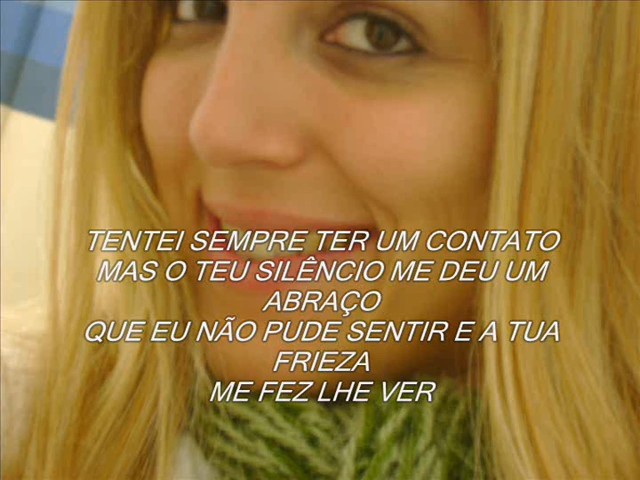 TENTEI SEMPRE TER UM CONTATO
MAS O TEU SILÊNCIO ME DEU UM
ABRAÇO
QUE EU NÃO PUDE SENTIR E A TUA
FRIEZA
ME FEZ LHE VER